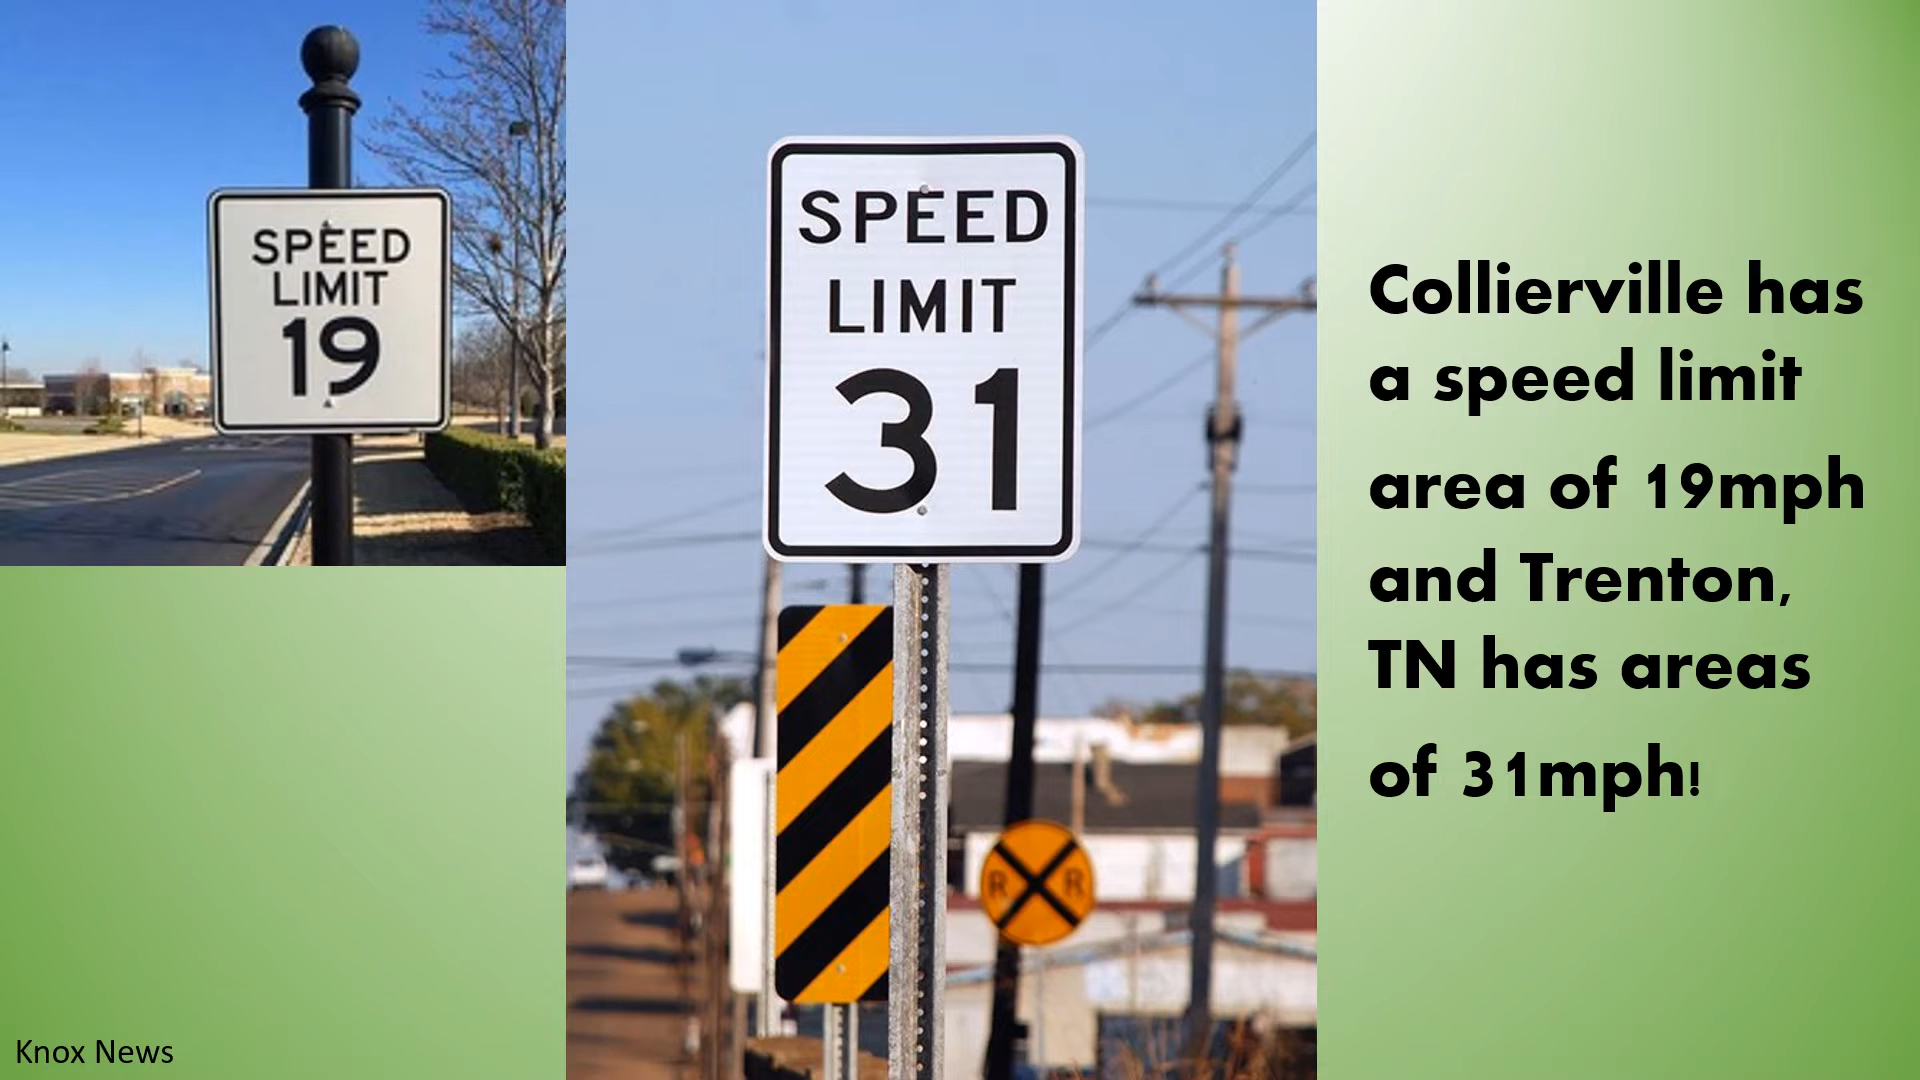 SPEED
LIMIT
19
SPEED
LIMIT
31
R R
Collierville has
a speed limit
area of 19mph
and Trenton,
TN has areas
of 31mph!
Knox News